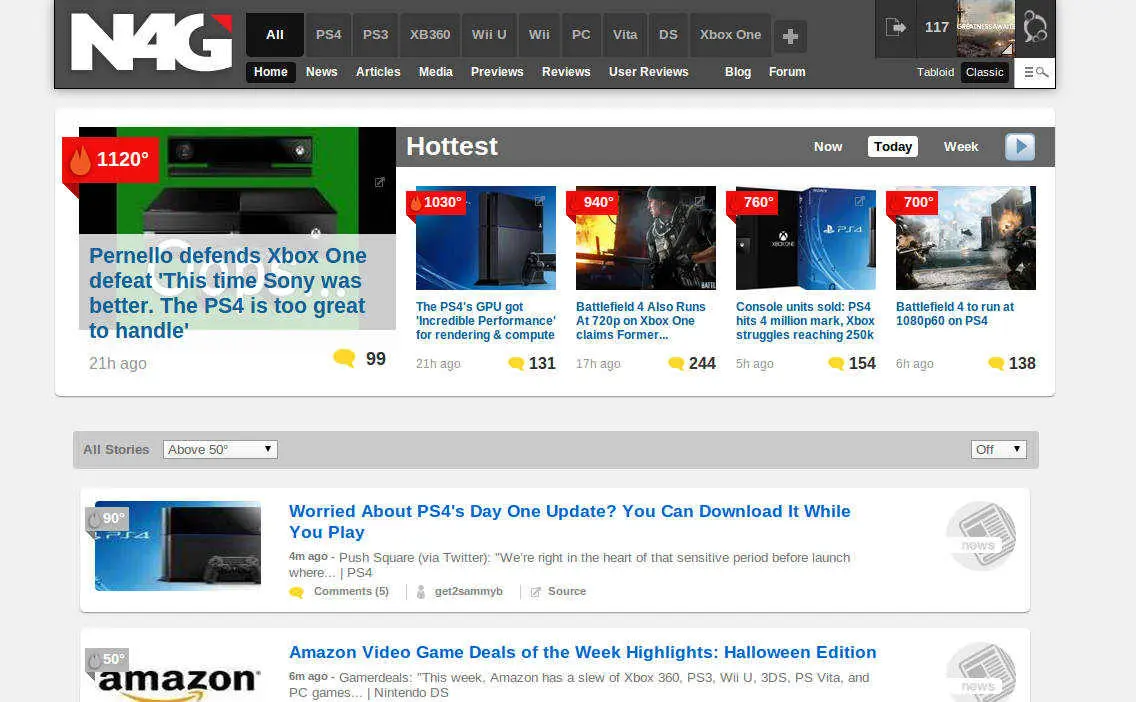 N4G
All PS4 PS3 XB360 Wii U Wii PC Vita DS Xbox One
117
GREATNESS AWAITS
Home News Articles Media Previews Reviews User Reviews Blog Forum
Tabloid Classic
1120°
Pernello defends Xbox One
defeat 'This time Sony was
better. The PS4 is too great
to handle'
21h ago 99
Hottest Now Today Week
1030°
The PS4's GPU got
'Incredible Performance'
for rendering & compute
21h ago 131
940°
Battlefield 4 Also Runs
At 720p on Xbox One
claims Former...
17h ago 244
760°
SONY
XBOX ONE
PS4
Console units sold: PS4
hits 4 million mark, Xbox
struggles reaching 250k
5h ago 154
700°
Battlefield 4 to run at
1080p60 on PS4
6h ago 138
All Stories Above 50° Off
90°
PS4
Worried About PS4's Day One Update? You Can Download It While
You Play
4m ago - Push Square (via Twitter): "We're right in the heart of that sensitive period before launch
where... | PS4
Comments (5) get2sammyb Source
news
50°
amazon
Amazon Video Game Deals of the Week Highlights: Halloween Edition
6m ago - Gamerdeals: "This week, Amazon has a slew of Xbox 360, PS3, Wii U, 3DS, PS Vita, and
PC games... | Nintendo DS
news